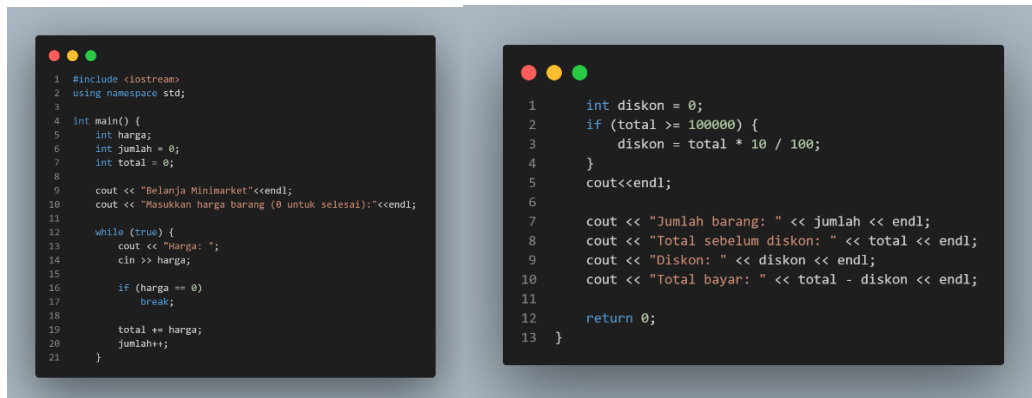 1 #include <iostream>
2 using namespace std;
3
4 int main() {
5     int harga;
6     int jumlah = 0;
7     int total = 0;
8
9     cout << "Belanja Minimarket"<<endl;
10     cout << "Masukkan harga barang (0 untuk selesai):"<<endl;
11
12     while (true) {
13         cout << "Harga: ";
14         cin >> harga;
15
16         if (harga == 0)
17             break;
18
19         total += harga;
20         jumlah++;
21     }
1     int diskon = 0;
2     if (total >= 100000) {
3         diskon = total * 10 / 100;
4     }
5     cout<<endl;
6
7     cout << "Jumlah barang: " << jumlah << endl;
8     cout << "Total sebelum diskon: " << total << endl;
9     cout << "Diskon: " << diskon << endl;
10     cout << "Total bayar: " << total - diskon << endl;
11
12     return 0;
13 }